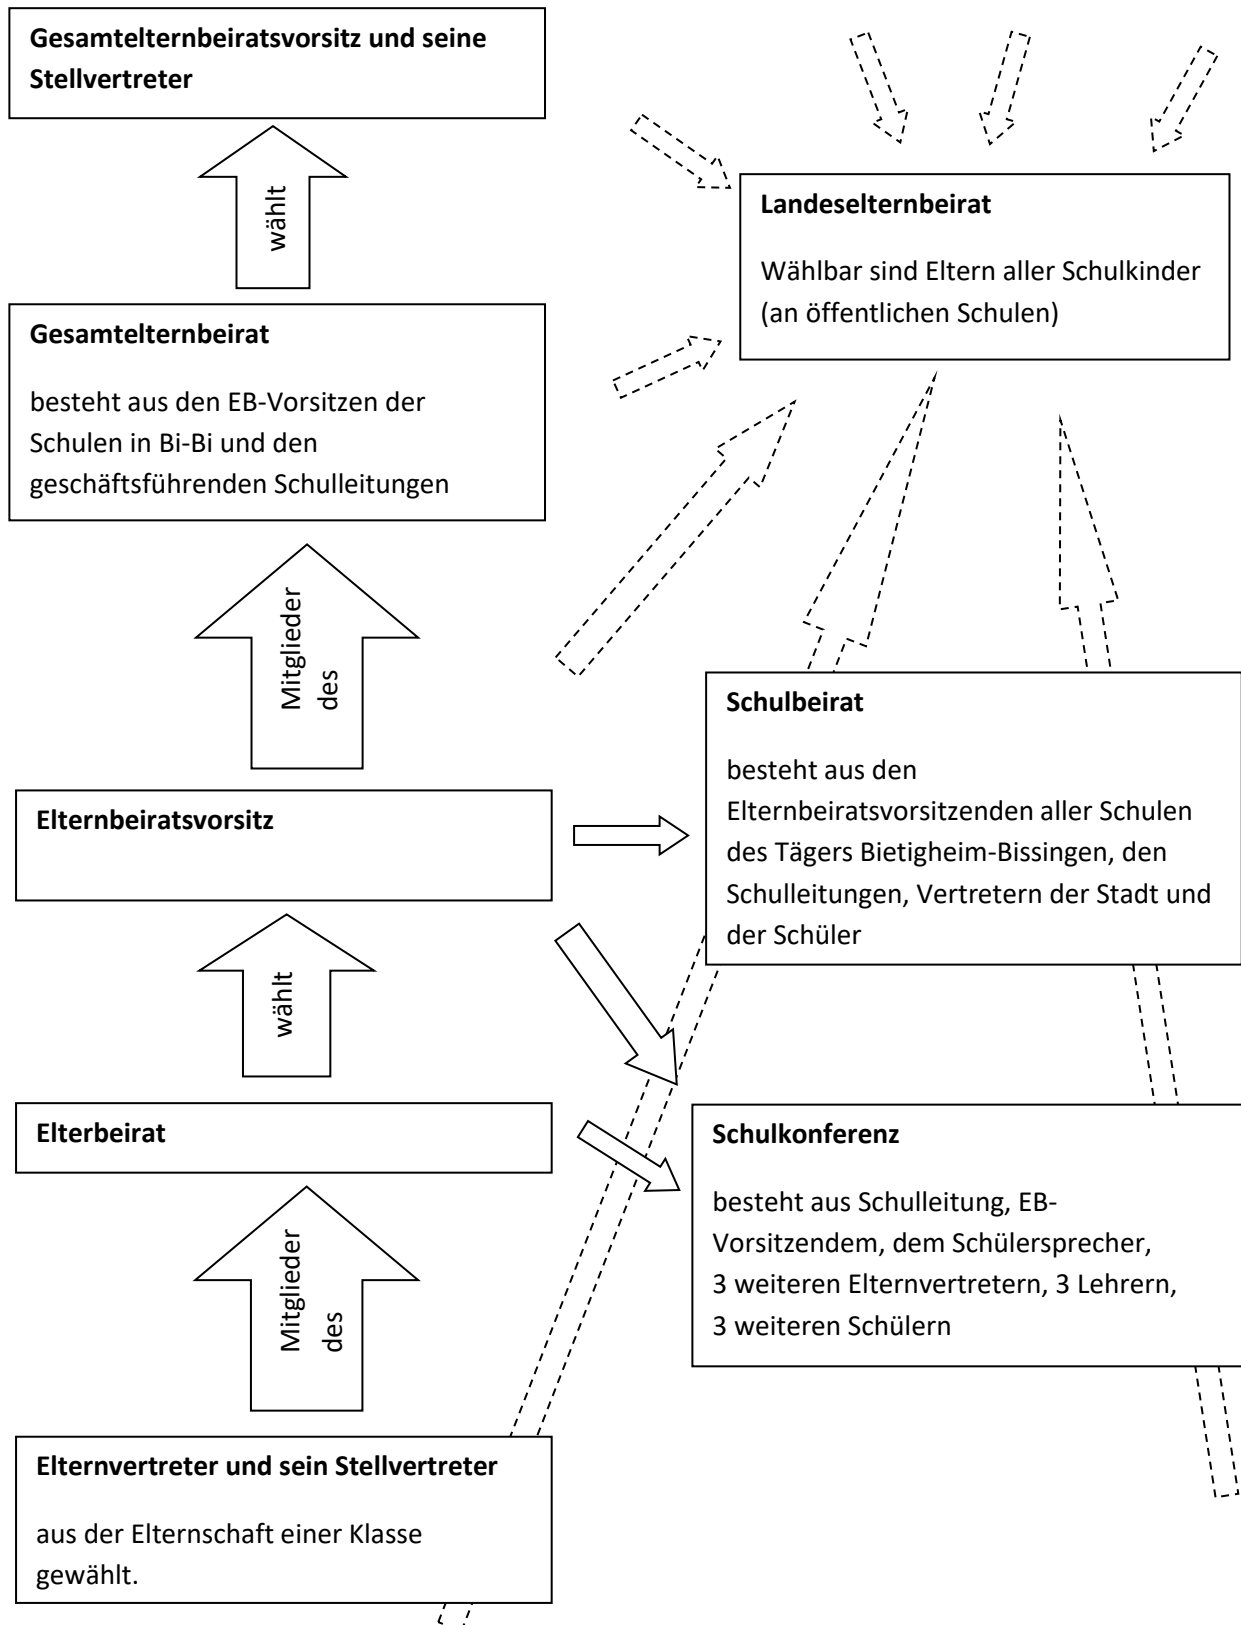 Gesamtelternbeiratsvorsitz und seine
Stellvertreter
wählt
Gesamtelternbeirat
besteht aus den EB-Vorsitzen der
Schulen in Bi-Bi und den
geschäftsführenden Schulleitungen
Mitglieder
des
Elternbeiratsvorsitz
wählt
Elterbeirat
Mitglieder
des
Elternvertreter und sein Stellvertreter
aus der Elternschaft einer Klasse
gewählt.
Landeselternbeirat
Wählbar sind Eltern aller Schulkinder
(an öffentlichen Schulen)
Schulbeirat
besteht aus den
Elternbeiratsvorsitzenden aller Schulen
des Tägers Bietigheim-Bissingen, den
Schulleitungen, Vertretern der Stadt und
der Schüler
Schulkonferenz
besteht aus Schulleitung, EB-
Vorsitzendem, dem Schülersprecher,
3 weiteren Elternvertretern, 3 Lehrern,
3 weiteren Schülern